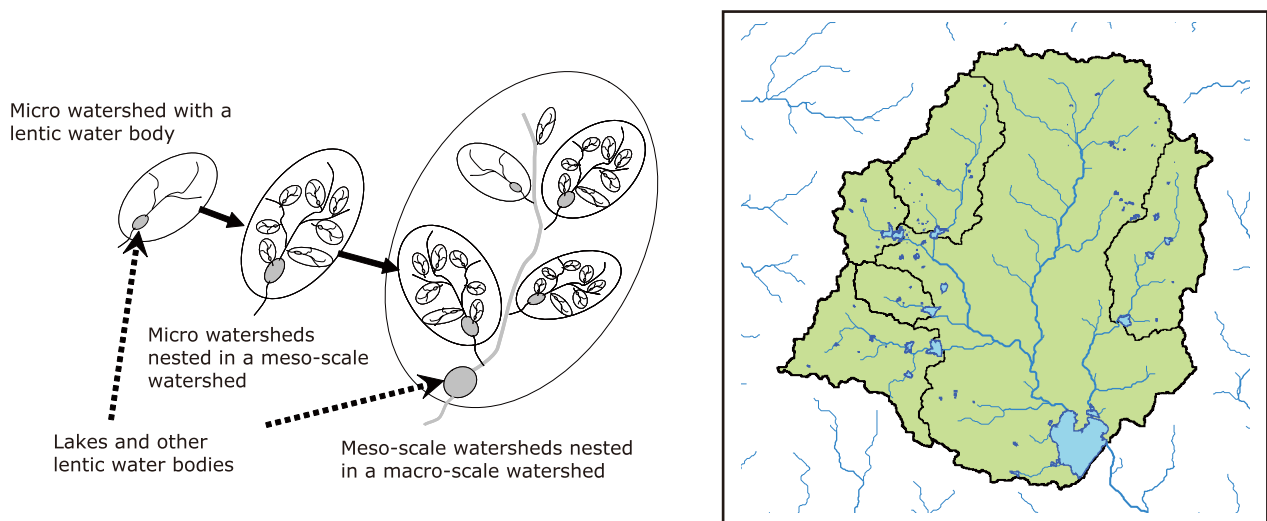 Micro watershed with a
lentic water body
Micro watersheds
nested in a meso-scale
watershed
Lakes and other
lentic water bodies
Meso-scale watersheds nested
in a macro-scale watershed